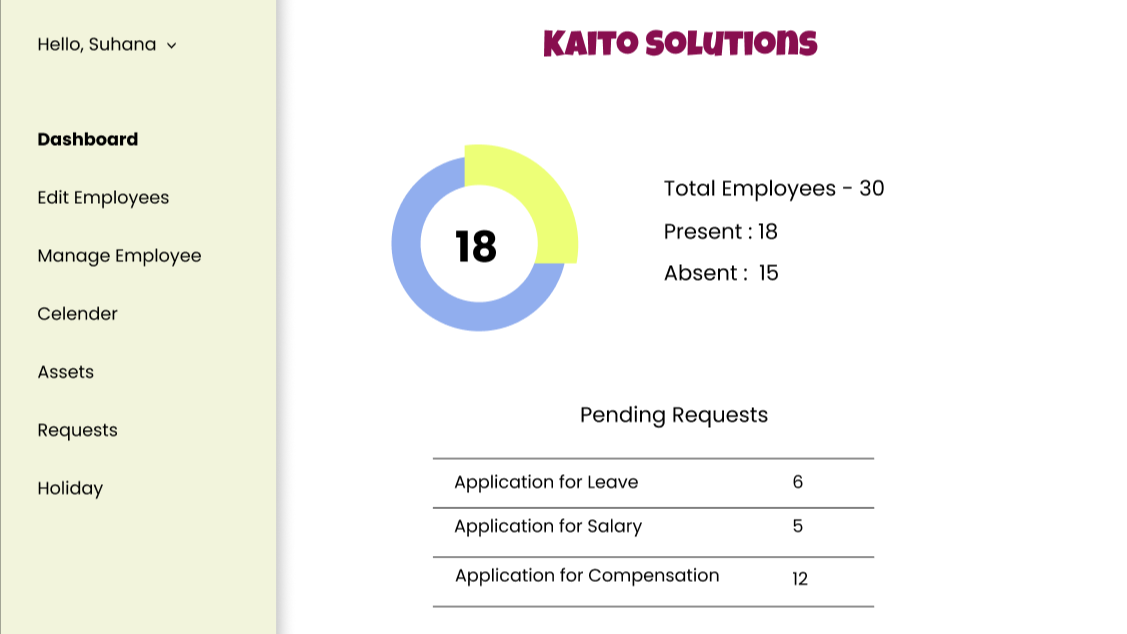 Hello, Suhana
Dashboard
Edit Employees
Manage Employee
Celender
Assets
Requests
Holiday
KAITO SOLUTIONS
18
Total Employees - 30
Present : 18
Absent : 15
Pending Requests
Application for Leave 6
Application for Salary 5
Application for Compensation 12